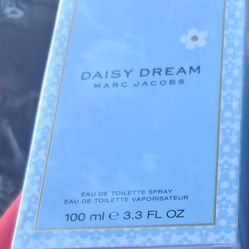 DAISY DREAM
MARC JACOBS
EAU DE TOILETTE SPRAY
EAU DE TOILETTE VAPORISATEUR
100 ml ℮ 3.3 FL OZ